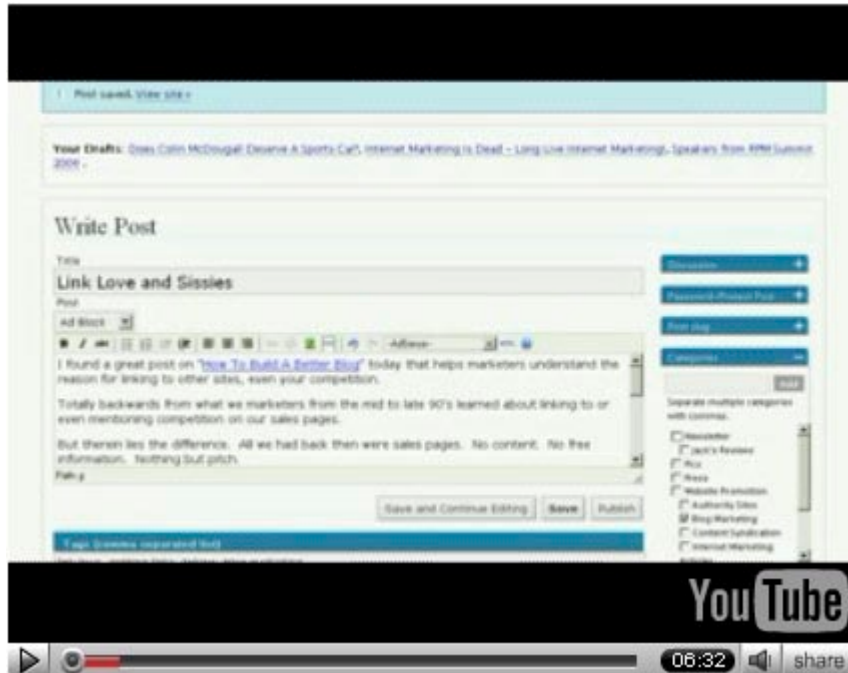 Post saved. View site »
Your Drafts: Does Colin McDougall Deserve A Sports Car?, Internet Marketing is Dead - Long Live Internet Marketing!, Speakers from RPM Summit
2006 .
Write Post
Title
Link Love and Sissies
Post
Ad Block
-Adsense-
I found a great post on "How To Build A Better Blog" today that helps marketers understand the
reason for linking to other sites, even your competition.
Totally backwards from what we marketers from the mid to late 90's learned about linking to or
even mentioning competition on our sales pages.
But therein lies the difference. All we had back then were sales pages. No content. No free
information. Nothing but pitch.
Path: p
Save and Continue Editing
Save
Publish
Tags (comma separated list)
Discussion
Password-Protect Post
Post slug
Categories
Add
Separate multiple categories
with commas.
Newsletter
Jack's Reviews
Pics
Press
Website Promotion
Authority Sites
Blog Marketing
Content Syndication
Internet Marketing
YouTube
06:32
share